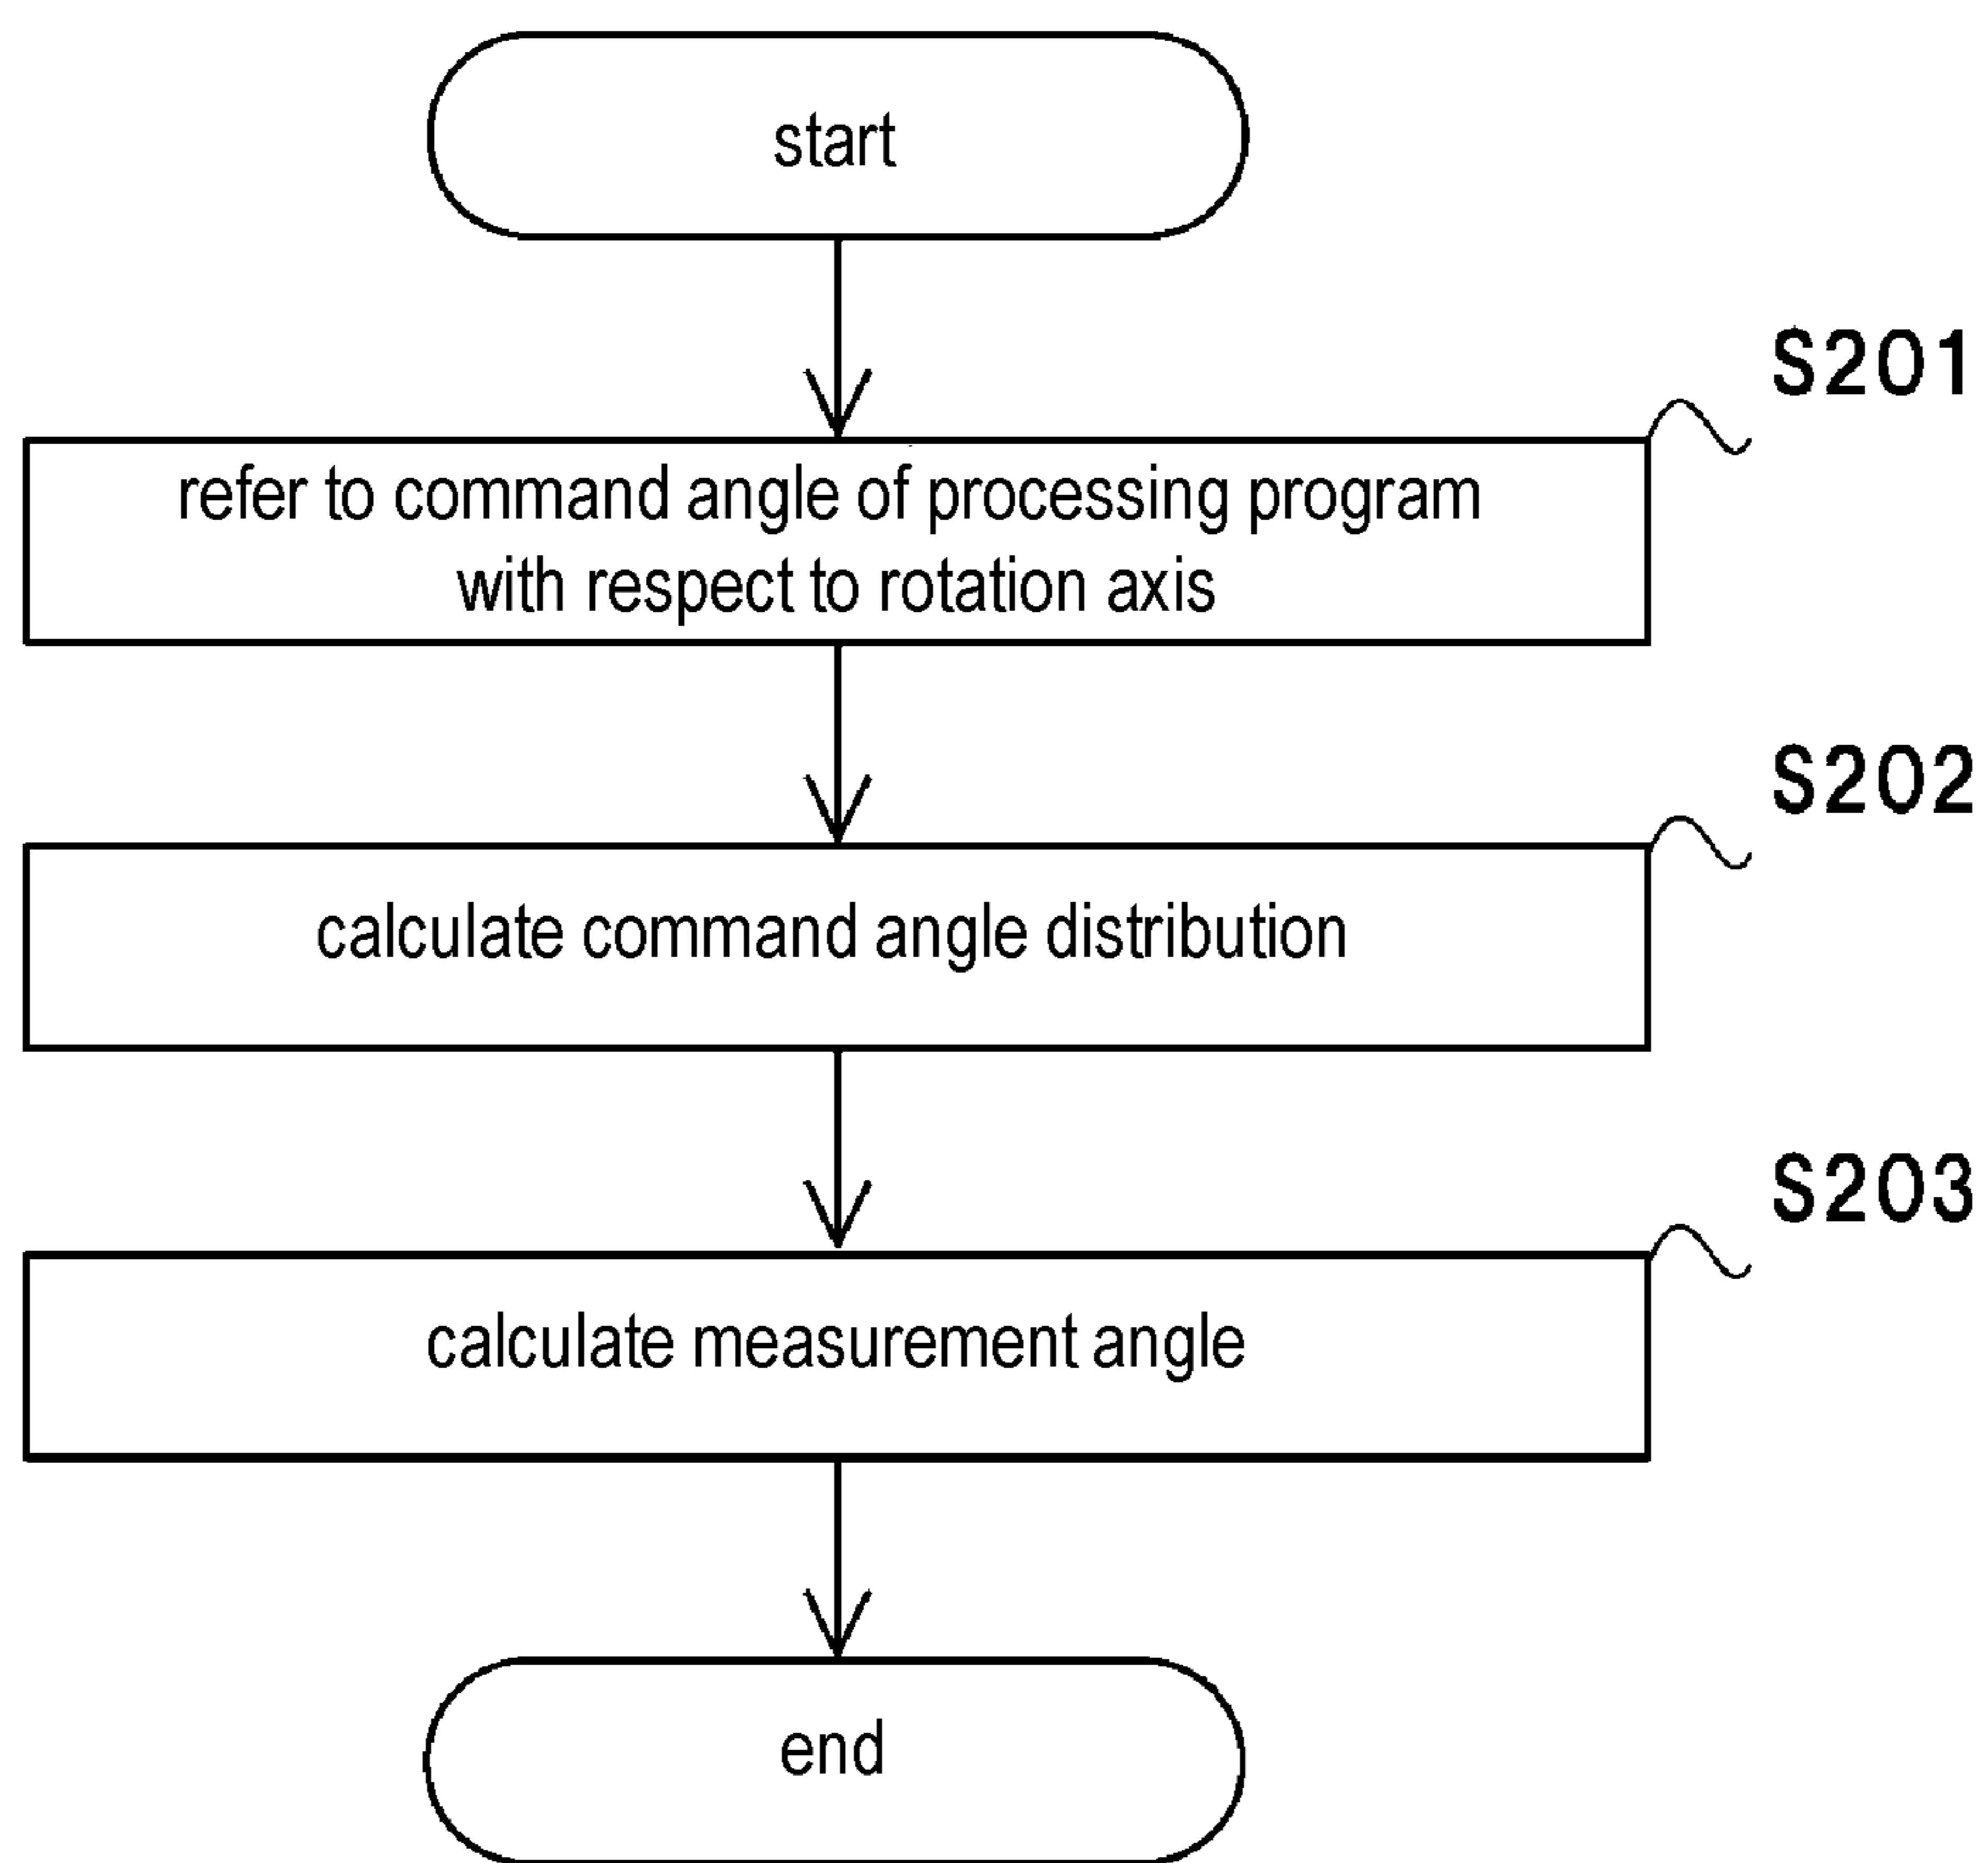 start
S201
refer to command angle of processing program
with respect to rotation axis
S202
calculate command angle distribution
S203
calculate measurement angle
end